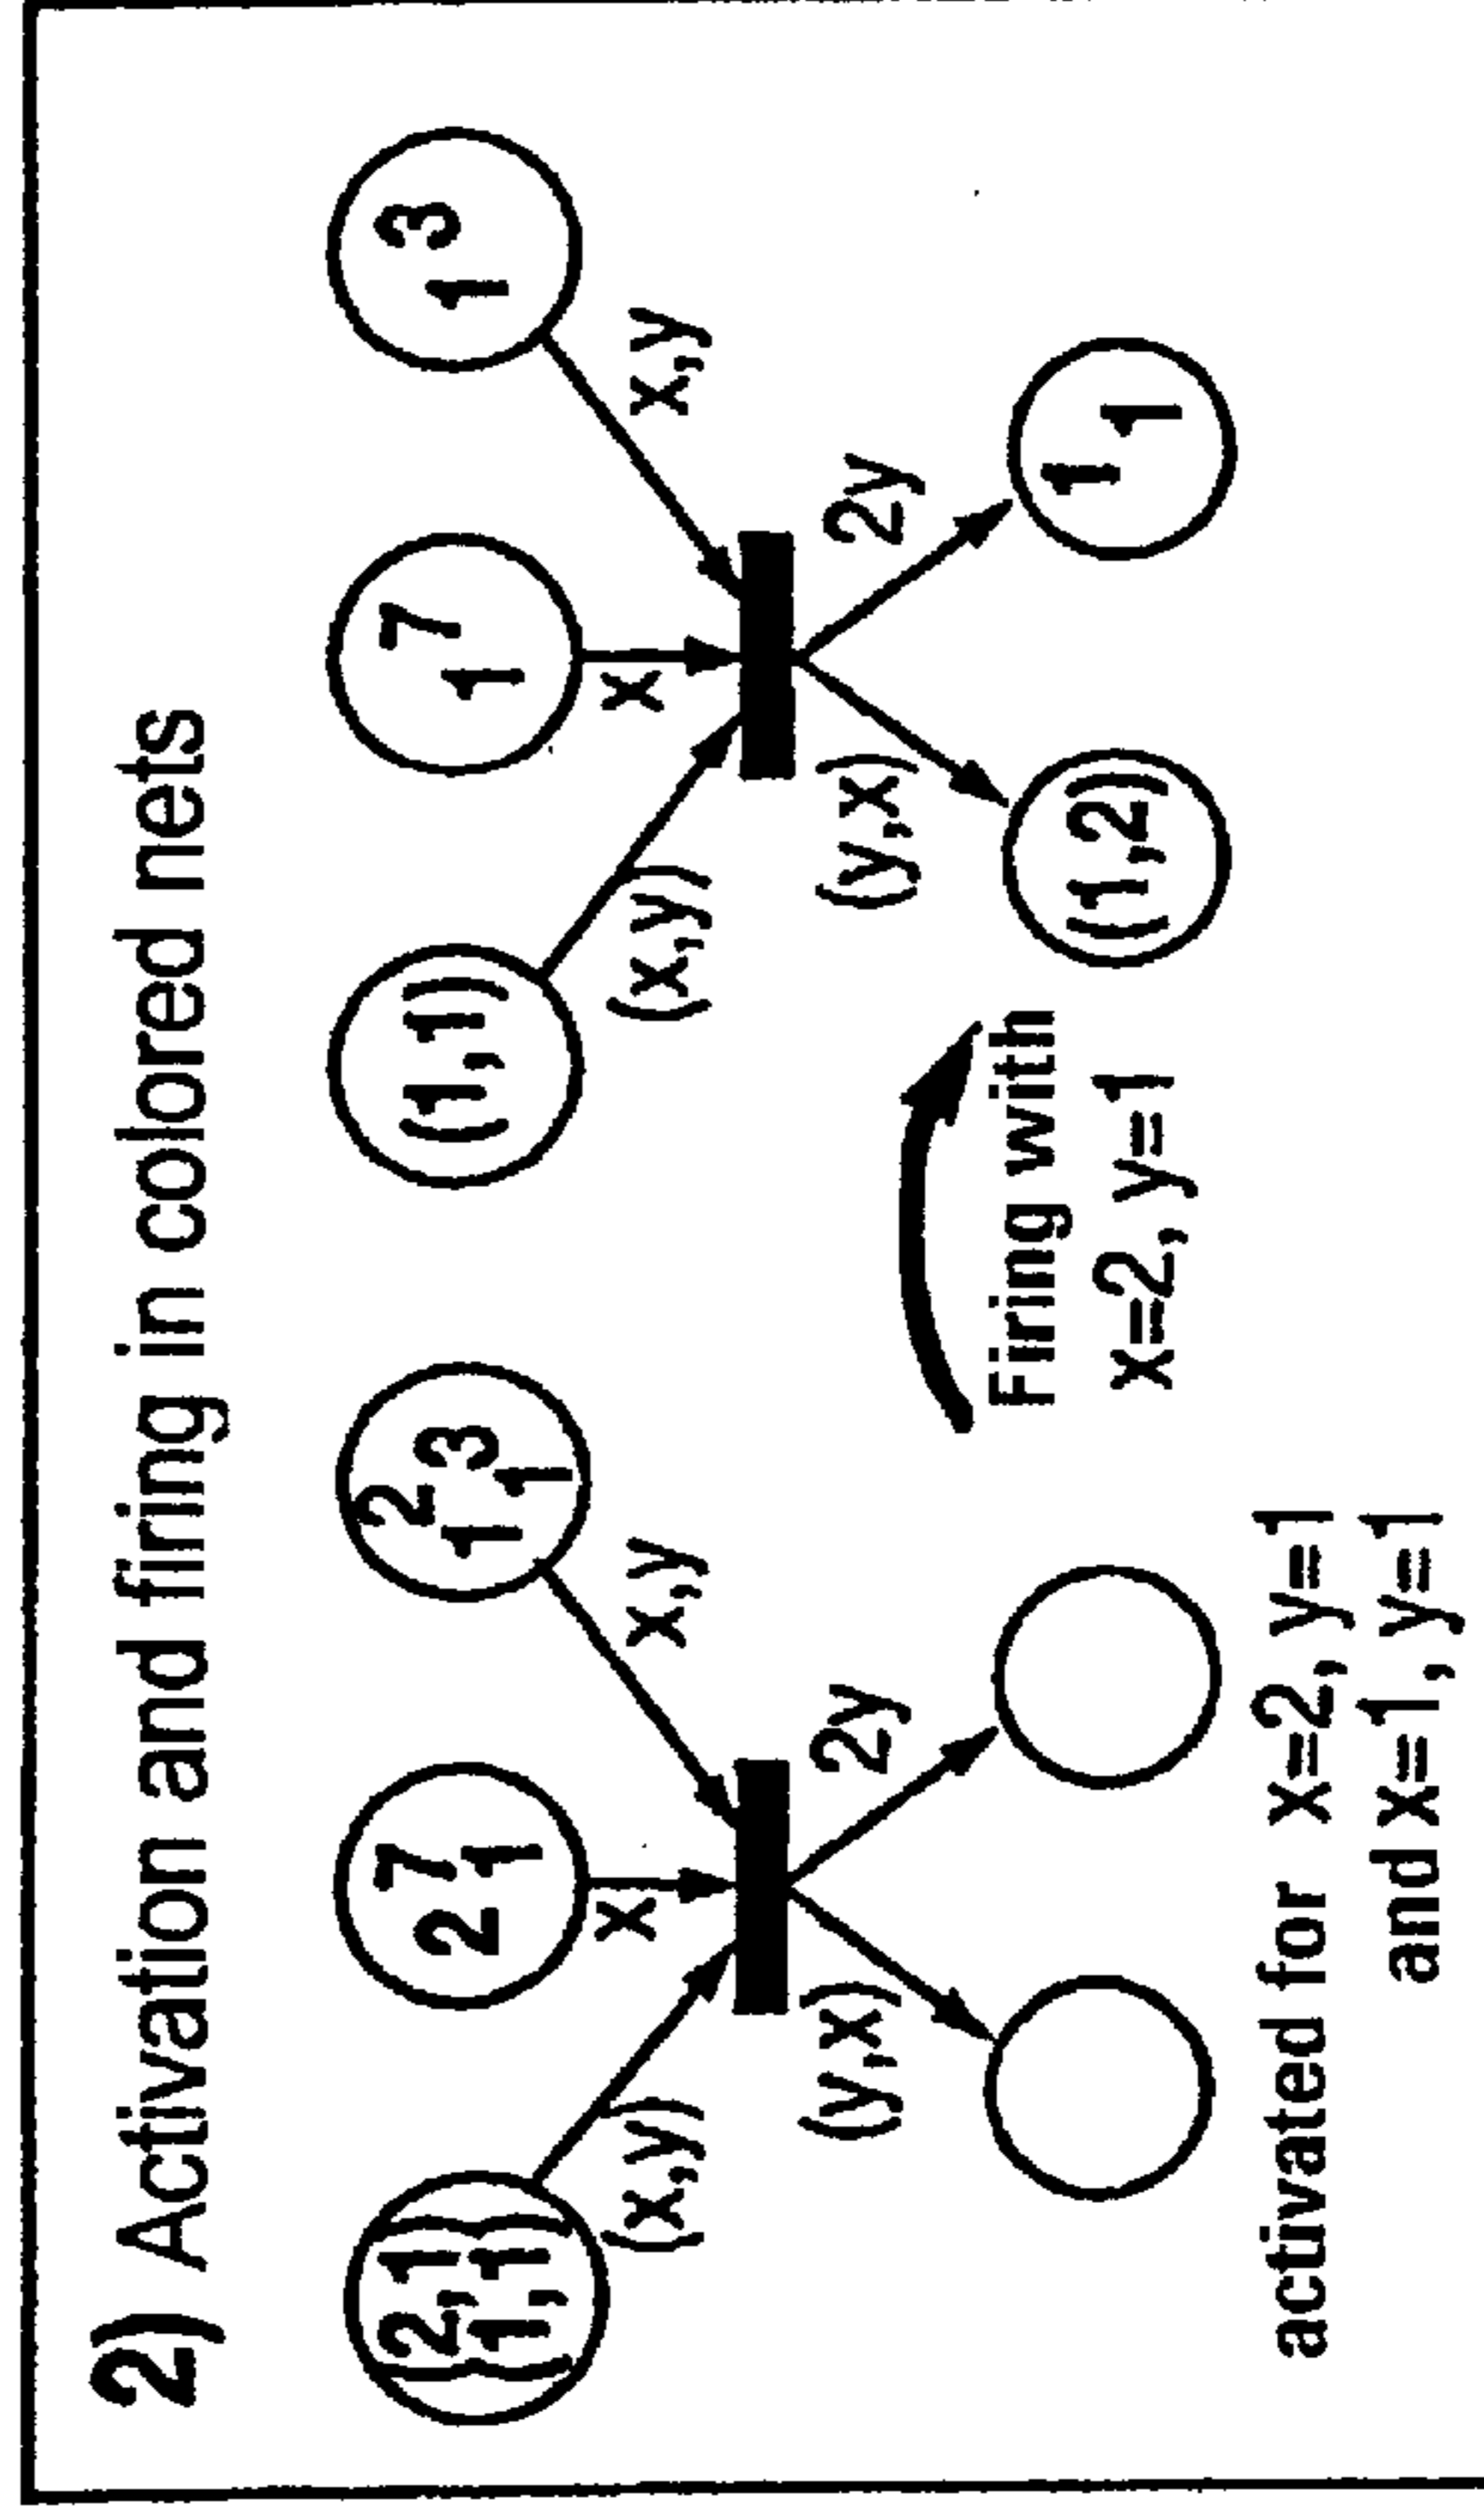 2) Activation and firing in colored nets
(2,1)
(1,1)
7
2
1
2
1 3
1
(x,y)
x
x,y
(y,x)
2y
activated for x=2, y=1
and x=1, y=1
Firing with
x=2, y=1
(1,1)
7
1
3
1
(x,y)
x
x,y
(y,x)
2y
(1,2)
1
1